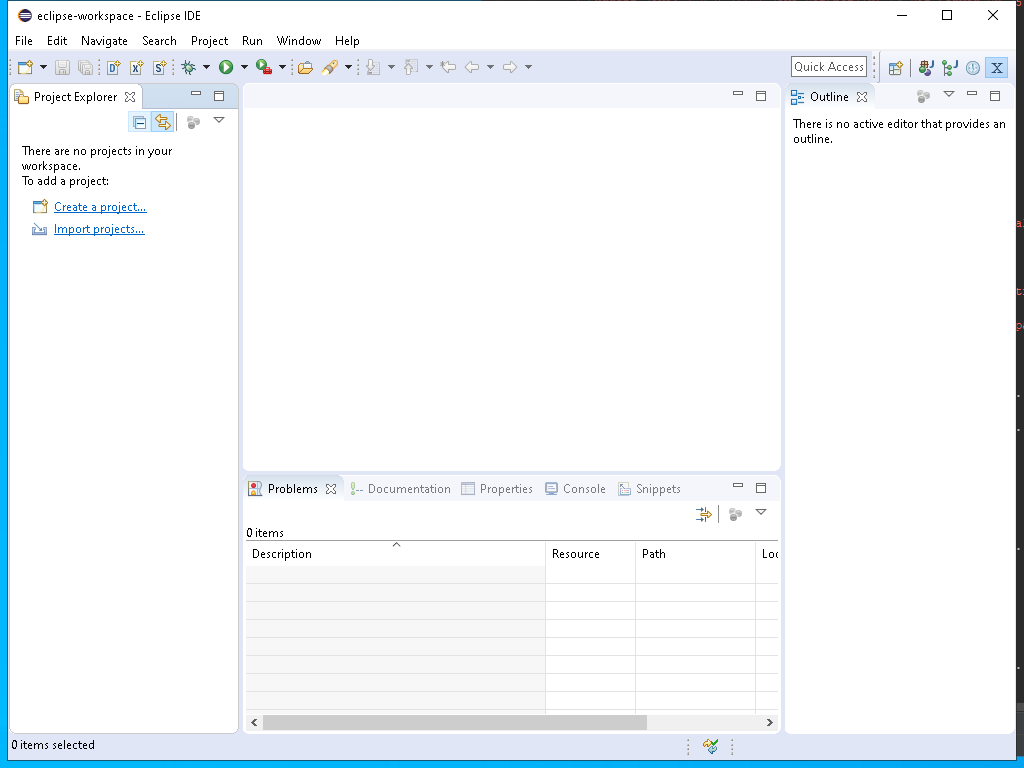 eclipse-workspace - Eclipse IDE
File Edit Navigate Search Project Run Window Help
Quick Access
Project Explorer
There are no projects in your
workspace.
To add a project:
Create a project...
Import projects...
Outline
There is no active editor that provides an
outline.
Problems Documentation Properties Console Snippets
0 items
Description Resource Path
0 items selected